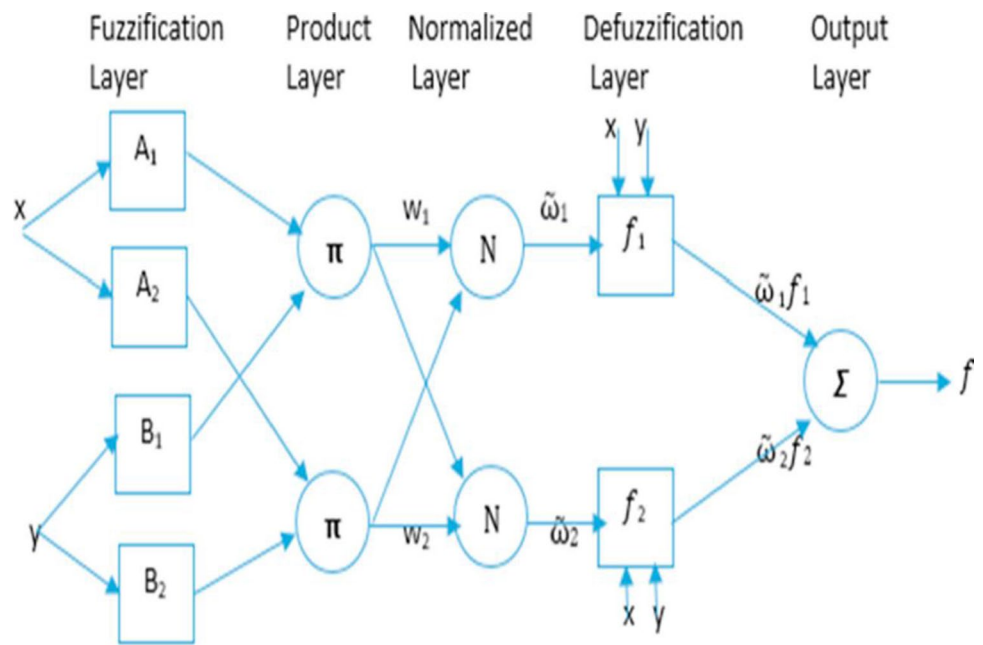 Fuzzification Product Normalized Defuzzification Output
Layer Layer Layer Layer Layer
x y
A₁
x π w₁ N ω̃₁ f₁
A₂
ω̃₁f₁
Σ f
B₁
ω̃₂f₂
y π w₂ N ω̃₂ f₂
B₂
x y